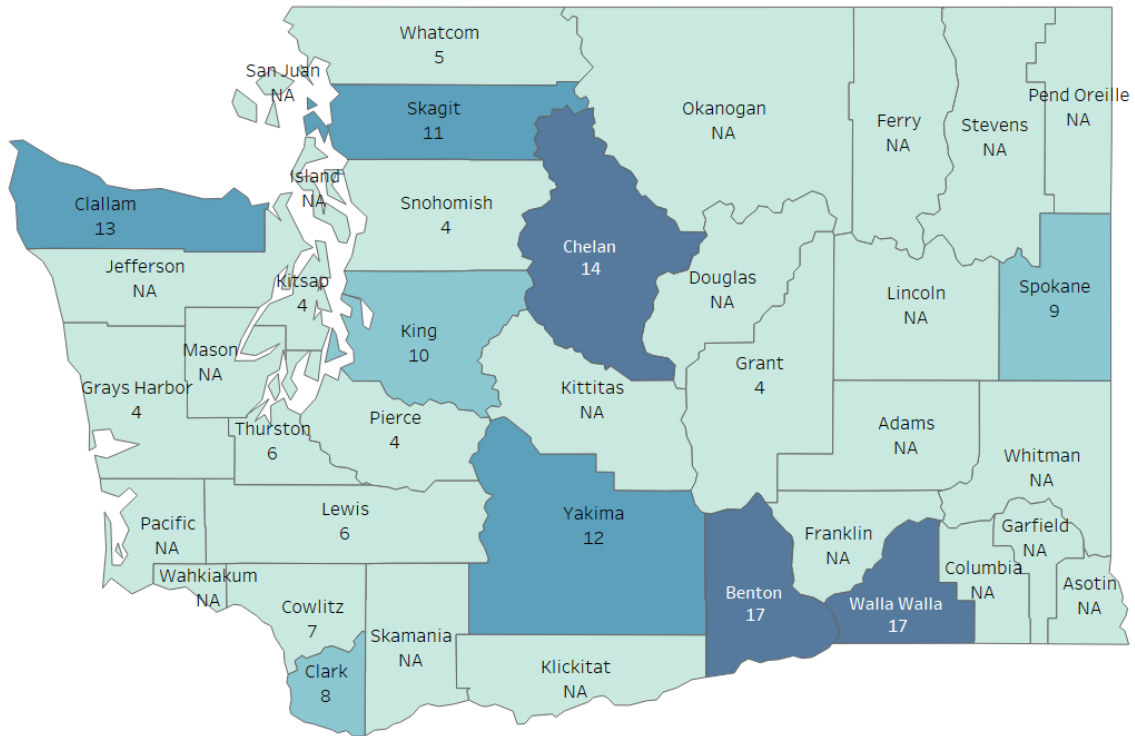 Whatcom
5
San Juan
NA
Skagit
11
Okanogan
NA
Ferry
NA
Stevens
NA
Pend Oreille
NA
Clallam
13
Island
NA
Snohomish
4
Chelan
14
Jefferson
NA
Kitsap
4
Douglas
NA
Lincoln
NA
Spokane
9
King
10
Mason
NA
Grays Harbor
4
Kittitas
NA
Grant
4
Thurston
6
Pierce
4
Adams
NA
Whitman
NA
Pacific
NA
Lewis
6
Yakima
12
Franklin
NA
Garfield
NA
Wahkiakum
NA
Cowlitz
7
Skamania
NA
Benton
17
Walla Walla
17
Columbia
NA
Asotin
NA
Clark
8
Klickitat
NA